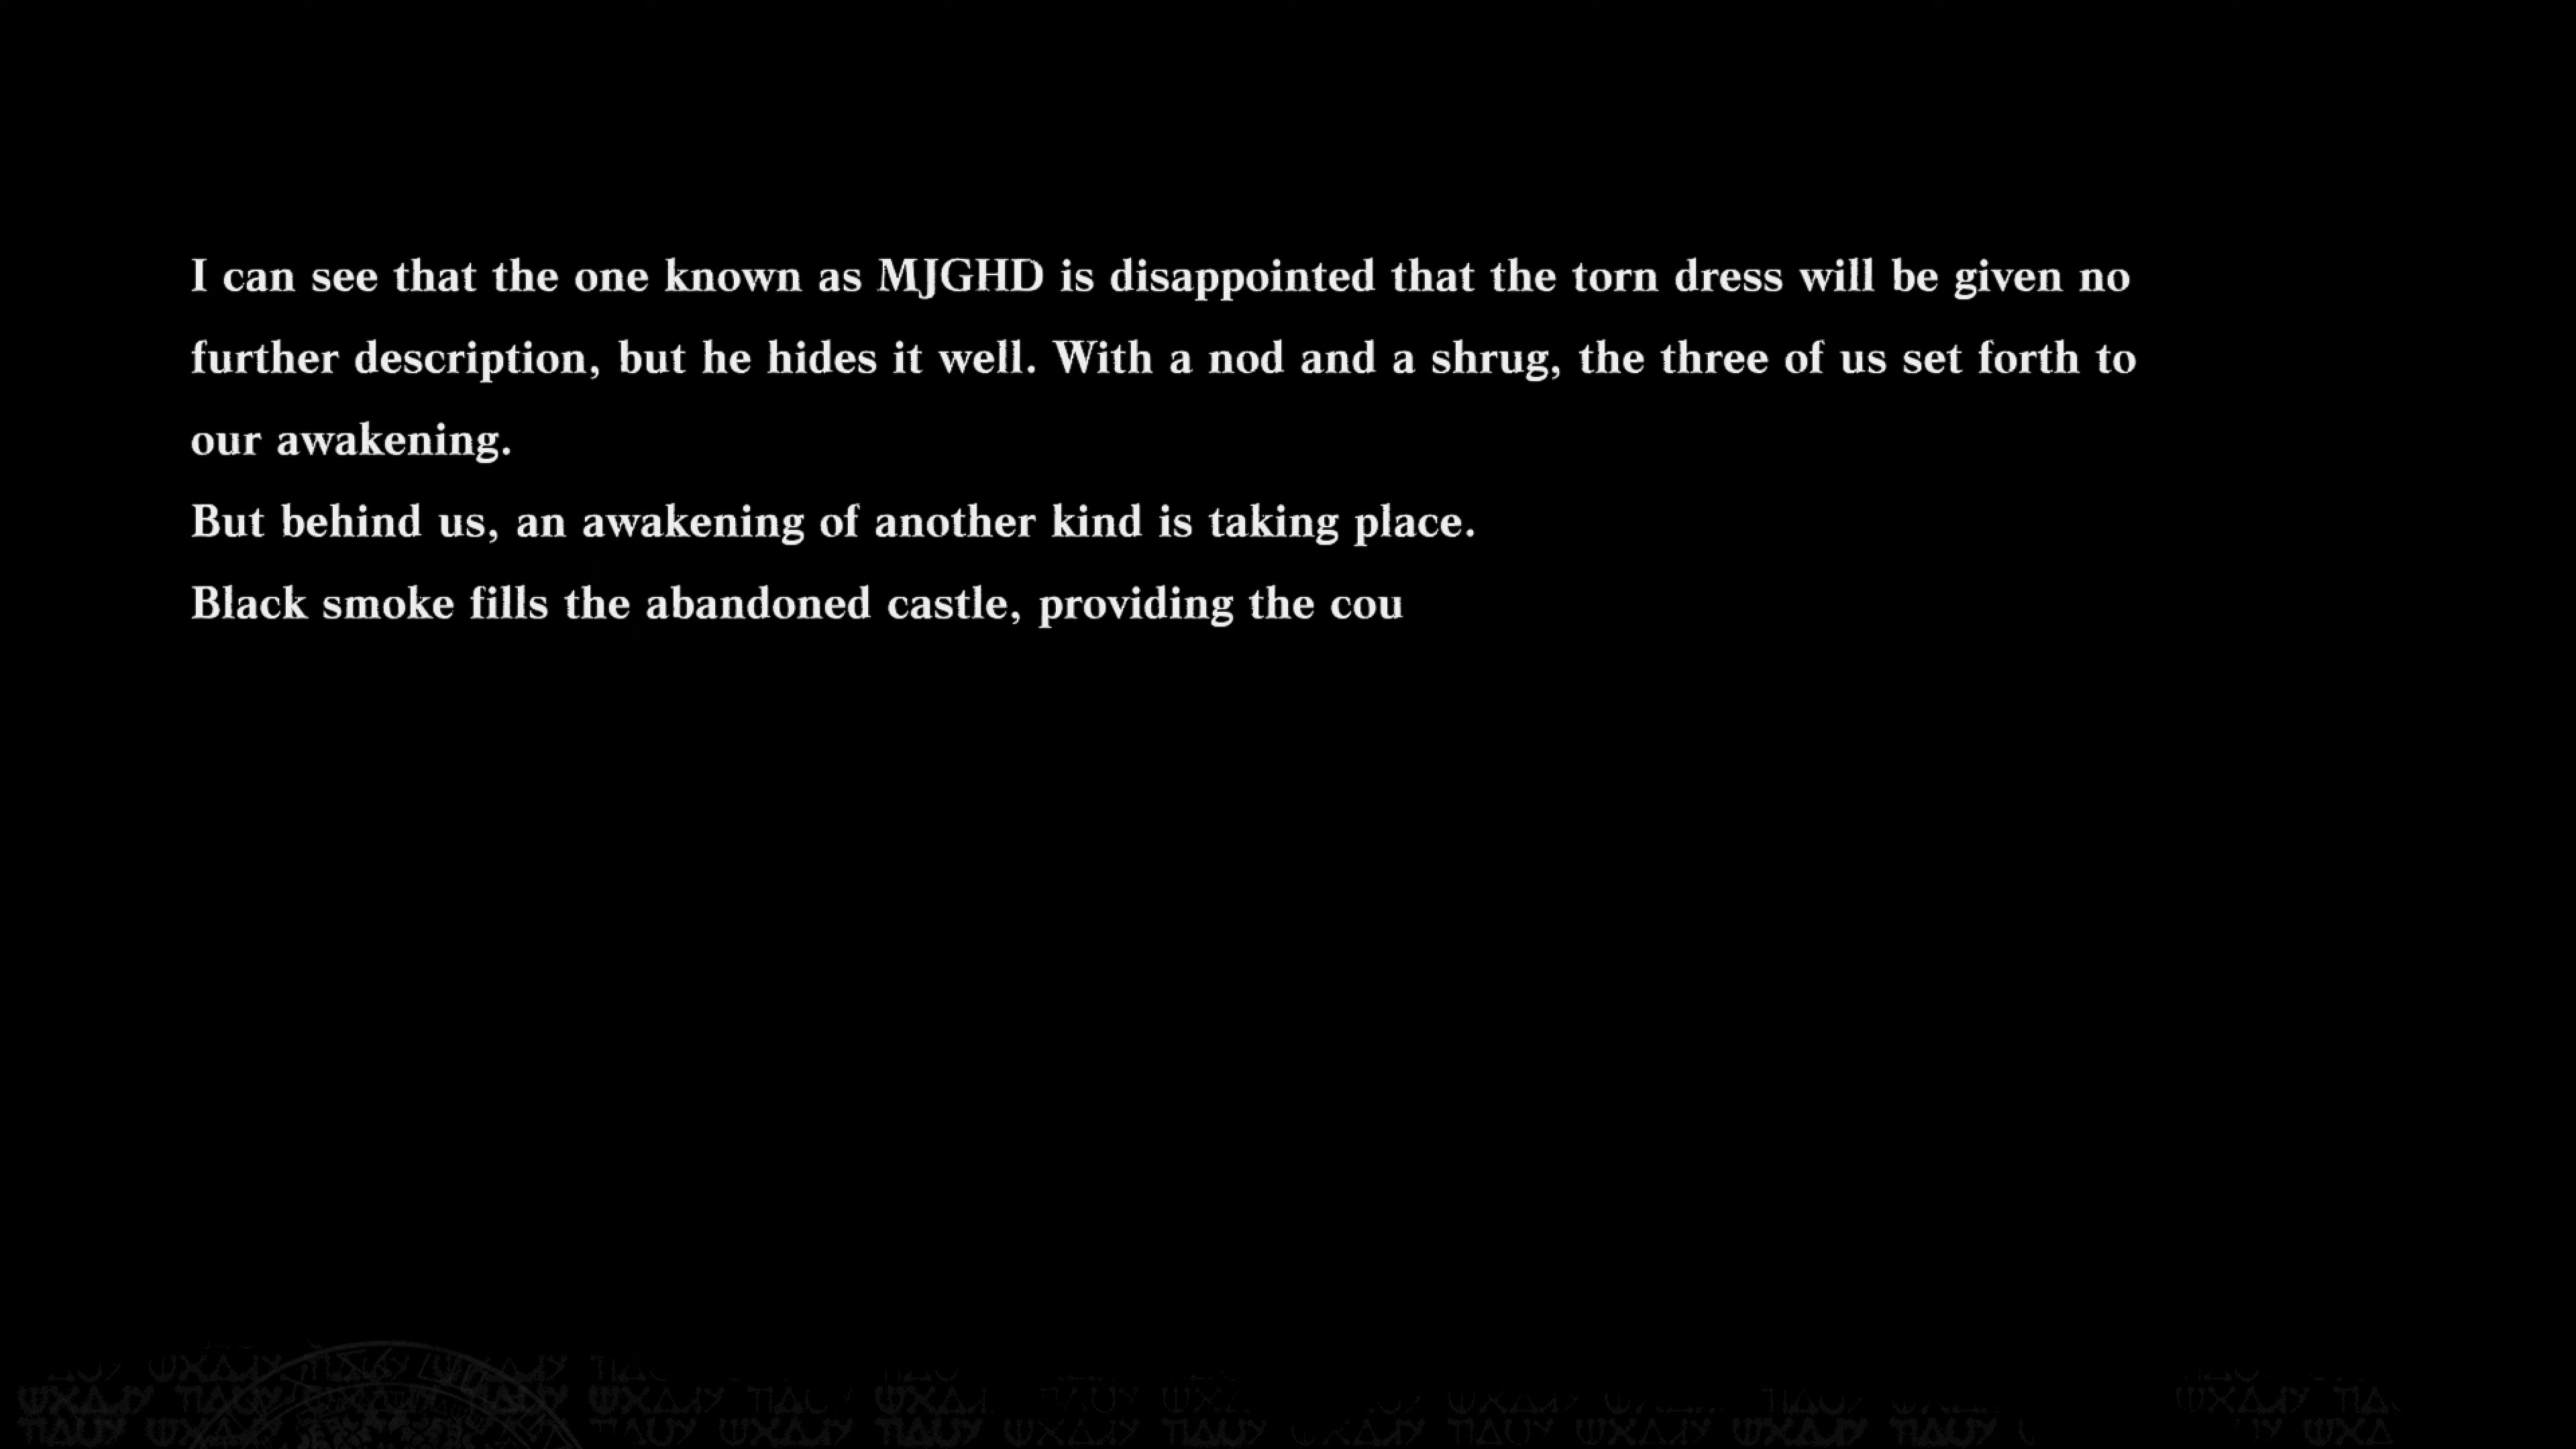 I can see that the one known as MJGHD is disappointed that the torn dress will be given no
further description, but he hides it well. With a nod and a shrug, the three of us set forth to
our awakening.
But behind us, an awakening of another kind is taking place.
Black smoke fills the abandoned castle, providing the cou